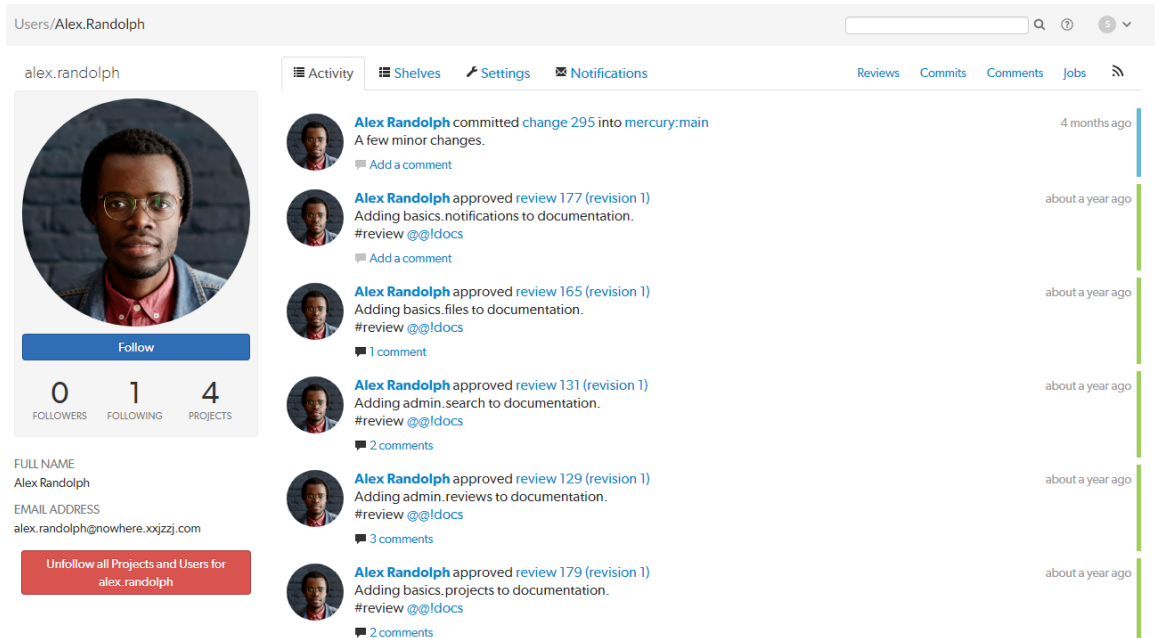 Users/Alex.Randolph
S
alex.randolph
Activity
Shelves
Settings
Notifications
Reviews
Commits
Comments
Jobs
Follow
0
FOLLOWERS
1
FOLLOWING
4
PROJECTS
FULL NAME
Alex Randolph
EMAIL ADDRESS
alex.randolph@nowhere.xxjzzj.com
Unfollow all Projects and Users for
alex.randolph
Alex Randolph committed change 295 into mercury:main
4 months ago
A few minor changes.
Add a comment
Alex Randolph approved review 177 (revision 1)
about a year ago
Adding basics.notifications to documentation.
#review @@!docs
Add a comment
Alex Randolph approved review 165 (revision 1)
about a year ago
Adding basics.files to documentation.
#review @@!docs
1 comment
Alex Randolph approved review 131 (revision 1)
about a year ago
Adding admin.search to documentation.
#review @@!docs
2 comments
Alex Randolph approved review 129 (revision 1)
about a year ago
Adding admin.reviews to documentation.
#review @@!docs
3 comments
Alex Randolph approved review 179 (revision 1)
about a year ago
Adding basics.projects to documentation.
#review @@!docs
2 comments